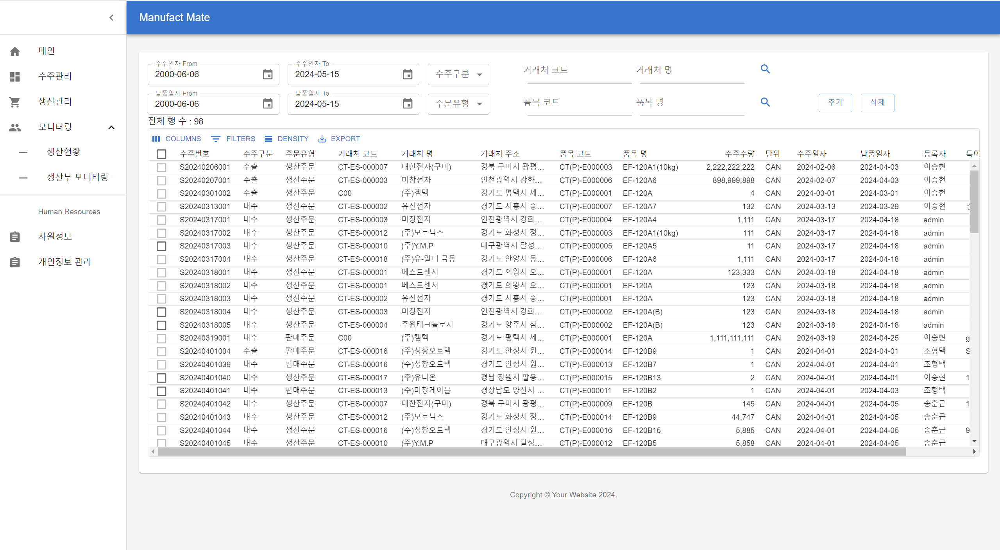 Manufact Mate
메인
수주관리
생산관리
모니터링
생산현황
생산부 모니터링
Human Resources
사원정보
개인정보 관리
수주일자 From 수주일자 To
2000-06-06 2024-05-15 수주구분 거래처 코드 거래처 명
납품일자 From 납품일자 To
2000-06-06 2024-05-15 주문유형 픔목 코드 품목 명 추가 삭제
전체 행 수 : 98
COLUMNS FILTERS DENSITY EXPORT
수주번호 수주구분 주문유형 거래처 코드 거래처 명 거래처 주소 품목 코드 품목 명 수주수량 단위 수주일자 납품일자 등록자 특이
S20240206001 수출 생산주문 CT-ES-000007 대한전자(구미) 경북 구미시 광평... CT(P)-E000003 EF-120A1(10kg) 2,222,222,222 CAN 2024-02-06 2024-04-03 이승현
S20240207001 수출 생산주문 CT-ES-000003 미창전자 인천광역시 강화... CT(P)-E000006 EF-120A6 898,999,898 CAN 2024-02-07 2024-04-03 이승현
S20240301002 수출 생산주문 C00 (주)켐텍 경기도 평택시 세... CT(P)-E000001 EF-120A 4 CAN 2024-03-01 2024-03-01 이승현
S20240313001 내수 생산주문 CT-ES-000002 유진전자 경기도 시흥시 중... CT(P)-E000007 EF-120A7 132 CAN 2024-03-13 2024-03-29 이승현
S20240317001 내수 생산주문 CT-ES-000003 미창전자 인천광역시 강화... CT(P)-E000004 EF-120A4 1,111 CAN 2024-03-17 2024-04-18 admin
S20240317002 내수 생산주문 CT-ES-000012 (주)모토닉스 경기도 화성시 정... CT(P)-E000003 EF-120A1(10kg) 111 CAN 2024-03-17 2024-04-18 admin
S20240317003 내수 생산주문 CT-ES-000010 (주)Y.M.P 대구광역시 달성... CT(P)-E000005 EF-120A5 11 CAN 2024-03-17 2024-04-18 admin
S20240317004 내수 생산주문 CT-ES-000018 (주)유-알디 극동 경기도 안양시 동... CT(P)-E000006 EF-120A6 1,111 CAN 2024-03-17 2024-04-18 admin
S20240318001 내수 생산주문 CT-ES-000001 베스트센서 경기도 의왕시 오... CT(P)-E000001 EF-120A 123,333 CAN 2024-03-18 2024-04-18 admin
S20240318002 내수 생산주문 CT-ES-000001 베스트센서 경기도 의왕시 오... CT(P)-E000001 EF-120A 123 CAN 2024-03-18 2024-04-18 admin
S20240318003 내수 생산주문 CT-ES-000002 유진전자 경기도 시흥시 중... CT(P)-E000001 EF-120A 123 CAN 2024-03-18 2024-04-18 admin
S20240318004 내수 생산주문 CT-ES-000003 미창전자 인천광역시 강화... CT(P)-E000002 EF-120A(B) 123 CAN 2024-03-18 2024-04-18 admin
S20240318005 내수 생산주문 CT-ES-000004 주원테크놀로지 경기도 양주시 삼... CT(P)-E000002 EF-120A(B) 123 CAN 2024-03-18 2024-04-18 admin
S20240319001 내수 판매주문 C00 (주)켐텍 경기도 평택시 세... CT(P)-E000001 EF-120A 1,111,111,111 CAN 2024-03-19 2024-04-25 이승현 g
S20240401004 수출 판매주문 CT-ES-000016 (주)성창오토텍 경기도 안성시 원... CT(P)-E000014 EF-120B9 1 CAN 2024-04-01 2024-04-01 조형택 S
S20240401039 내수 판매주문 CT-ES-000016 (주)성창오토텍 경기도 안성시 원... CT(P)-E000013 EF-120B7 1 CAN 2024-04-01 2024-04-01 조형택
S20240401040 내수 생산주문 CT-ES-000017 (주)유니온 경남 창원시 팔용... CT(P)-E000015 EF-120B13 2 CAN 2024-04-01 2024-04-01 이승현 1
S20240401041 내수 판매주문 CT-ES-000013 (주)미창케이블 경상남도 양산시 ... CT(P)-E000011 EF-120B2 1 CAN 2024-04-01 2024-04-03 조형택
S20240401042 내수 생산주문 CT-ES-000007 대한전자(구미) 경북 구미시 광평... CT(P)-E000009 EF-120B 145 CAN 2024-04-01 2024-04-05 송춘근 1
S20240401043 내수 생산주문 CT-ES-000012 (주)모토닉스 경기도 화성시 정... CT(P)-E000014 EF-120B9 44,747 CAN 2024-04-01 2024-04-05 송춘근
S20240401044 내수 생산주문 CT-ES-000016 (주)성창오토텍 경기도 안성시 원... CT(P)-E000016 EF-120B15 5,885 CAN 2024-04-01 2024-04-05 송춘근 9
S20240401045 내수 생산주문 CT-ES-000010 (주)Y.M.P 대구광역시 달성... CT(P)-E000012 EF-120B5 5,858 CAN 2024-04-01 2024-04-05 송춘근
Copyright © Your Website 2024.